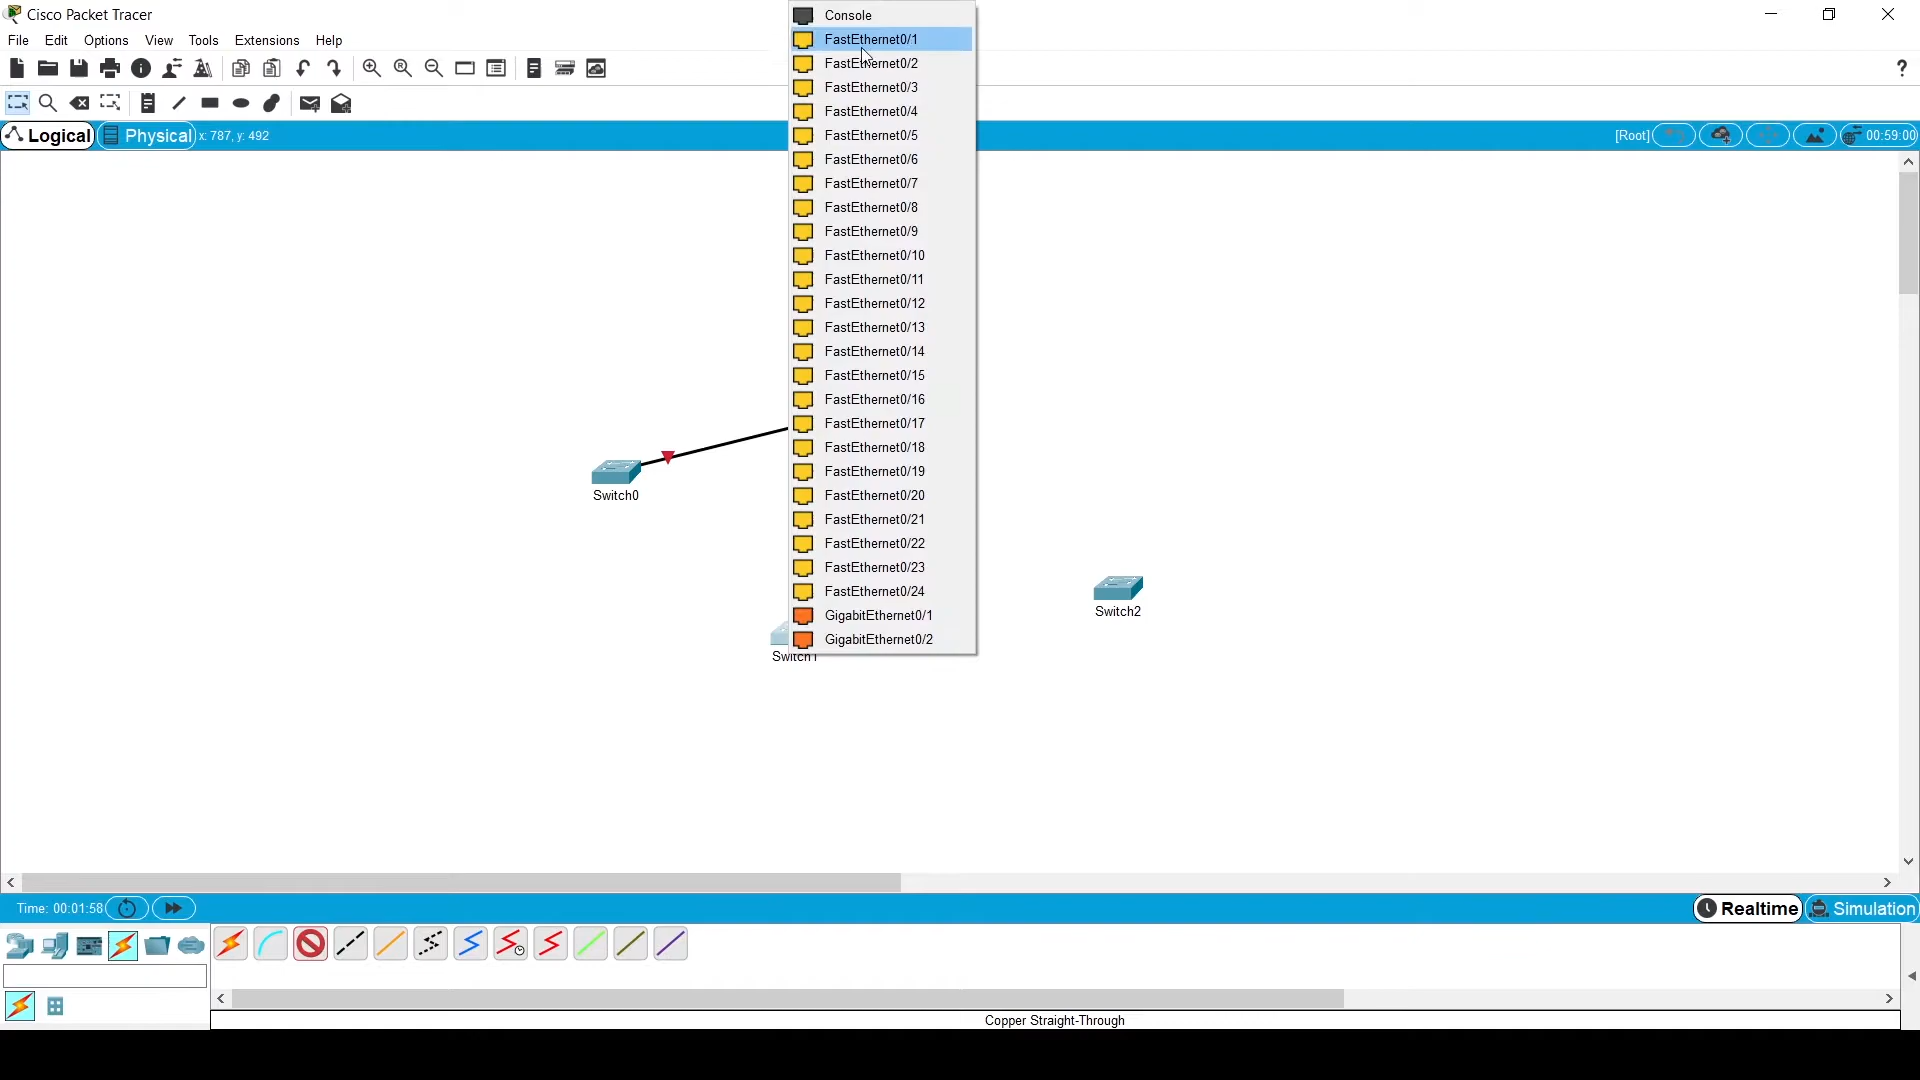 Cisco Packet Tracer
File Edit Options View Tools Extensions Help
Logical Physical x: 787, y: 492 [Root] 00:59:00
Console
FastEthernet0/1
FastEthernet0/2
FastEthernet0/3
FastEthernet0/4
FastEthernet0/5
FastEthernet0/6
FastEthernet0/7
FastEthernet0/8
FastEthernet0/9
FastEthernet0/10
FastEthernet0/11
FastEthernet0/12
FastEthernet0/13
FastEthernet0/14
FastEthernet0/15
FastEthernet0/16
FastEthernet0/17
FastEthernet0/18
FastEthernet0/19
FastEthernet0/20
FastEthernet0/21
FastEthernet0/22
FastEthernet0/23
FastEthernet0/24
GigabitEthernet0/1
GigabitEthernet0/2
Switch0
Switch2
Switch1
Time: 00:01:58 Realtime Simulation
Copper Straight-Through